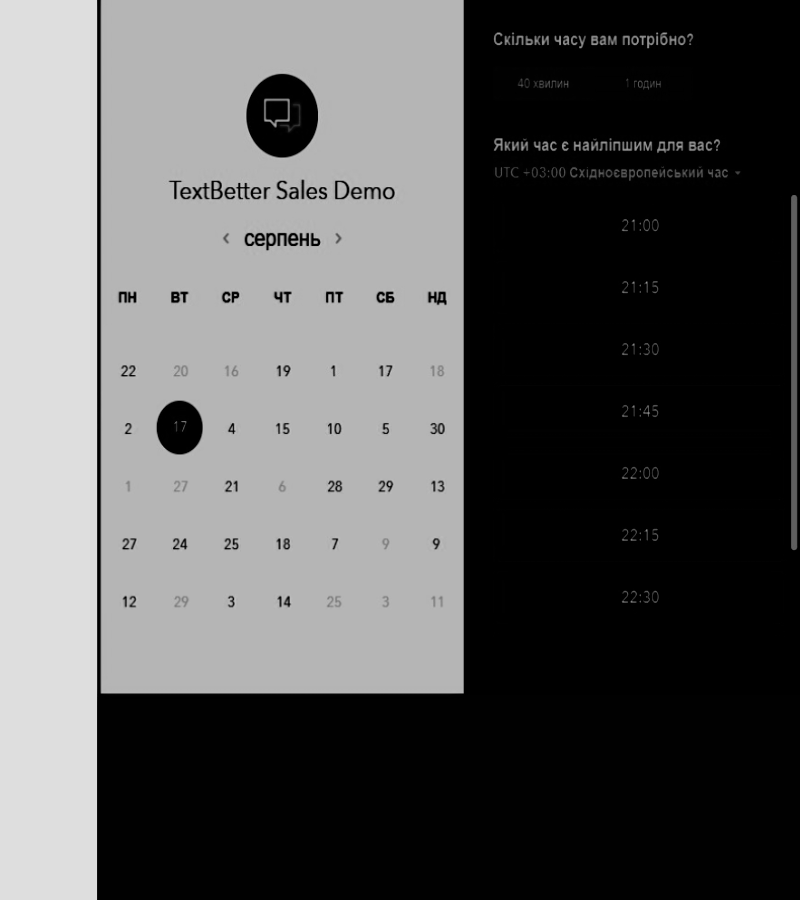 TextBetter Sales Demo
‹ серпень ›
ПН ВТ СР ЧТ ПТ СБ НД
22 20 16 19 1 17 18
2 17 4 15 10 5 30
1 27 21 6 28 29 13
27 24 25 18 7 9 9
12 29 3 14 25 3 11
Скільки часу вам потрібно?
40 хвилин 1 годин
Який час є найліпшим для вас?
UTC +03:00 Східноєвропейський час
21:00
21:15
21:30
21:45
22:00
22:15
22:30